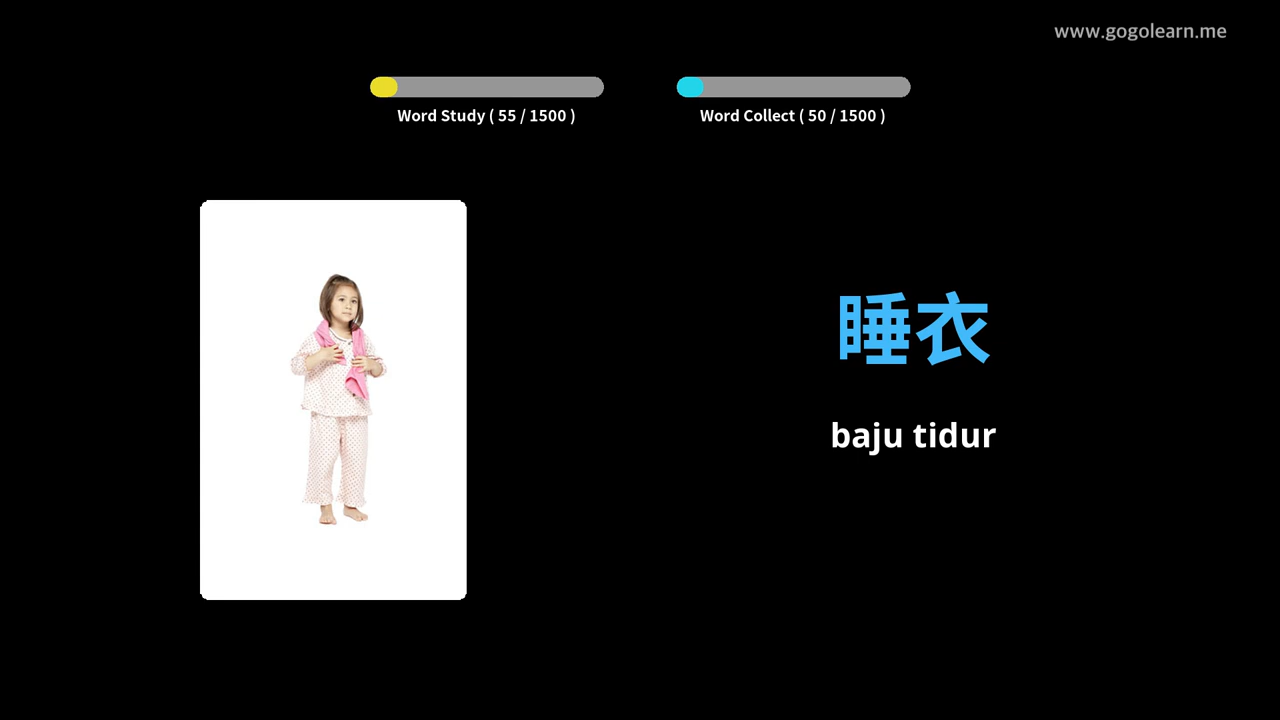 www.gogolearn.me
Word Study ( 55 / 1500 )
Word Collect ( 50 / 1500 )
睡衣
baju tidur